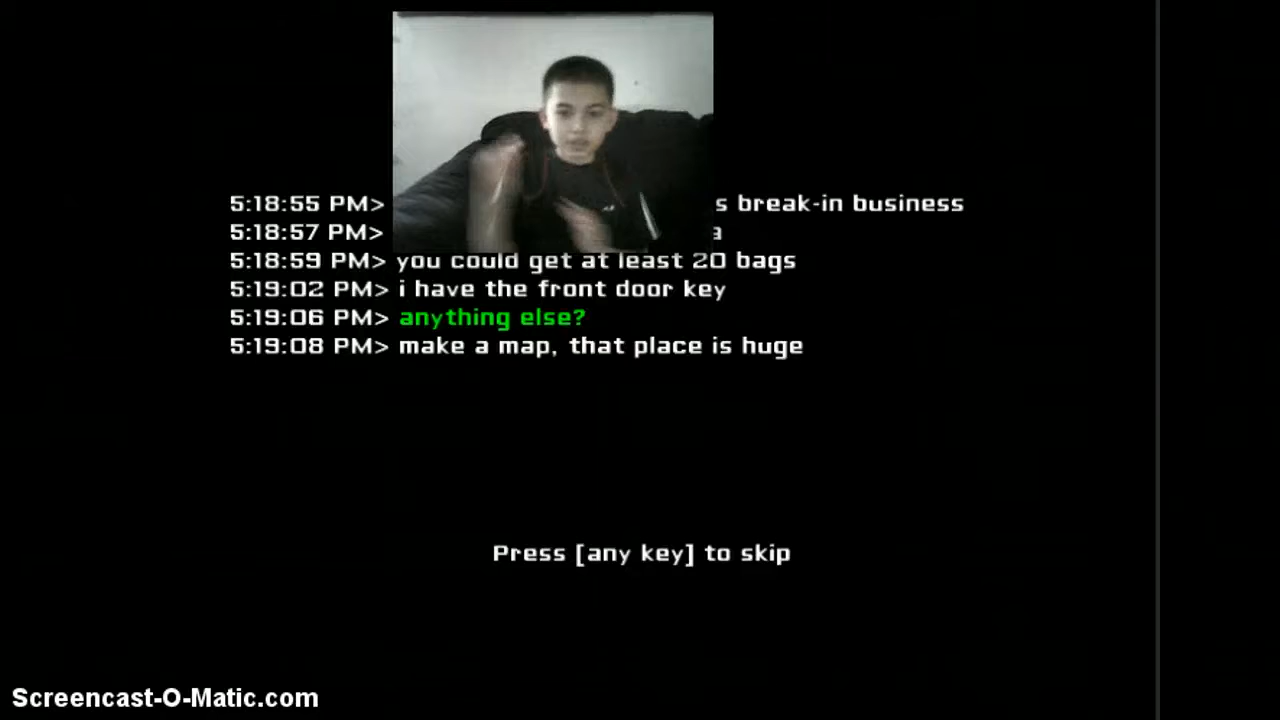 5:18:55 PM> s break-in business
5:18:57 PM> a
5:18:59 PM> you could get at least 20 bags
5:19:02 PM> i have the front door key
5:19:06 PM> anything else?
5:19:08 PM> make a map, that place is huge
Press [any key] to skip
Screencast-O-Matic.com